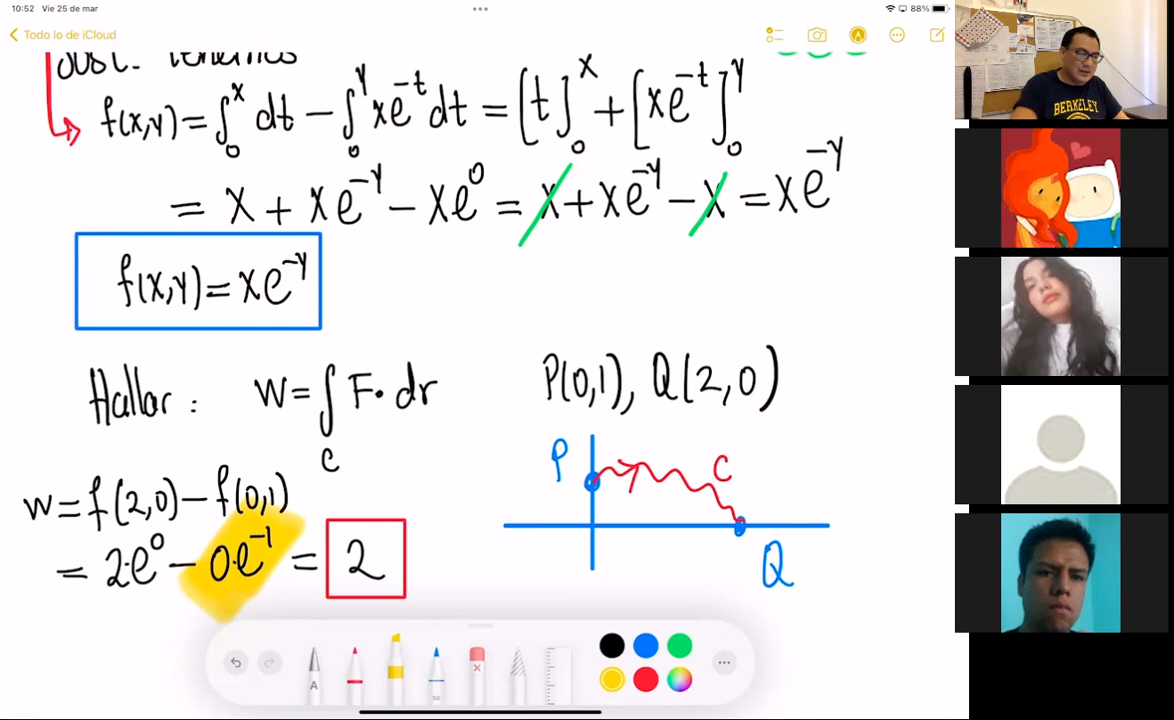 10:52 Vie 25 de mar
88%
Todo lo de iCloud
f(x,y)=∫₀ˣ dt − ∫₀ʸ xe⁻ᵗ dt = [t]₀ˣ + [xe⁻ᵗ]₀ʸ
= x + xe⁻ʸ − xe⁰ = x + xe⁻ʸ − x = xe⁻ʸ
f(x,y)=xe⁻ʸ
Hallar: W=∫ F· dr P(0,1), Q(2,0)
C
P
C
W=f(2,0)−f(0,1)
= 2·e⁰ − 0·e⁻¹ = 2
Q
A
50
BERKELEY